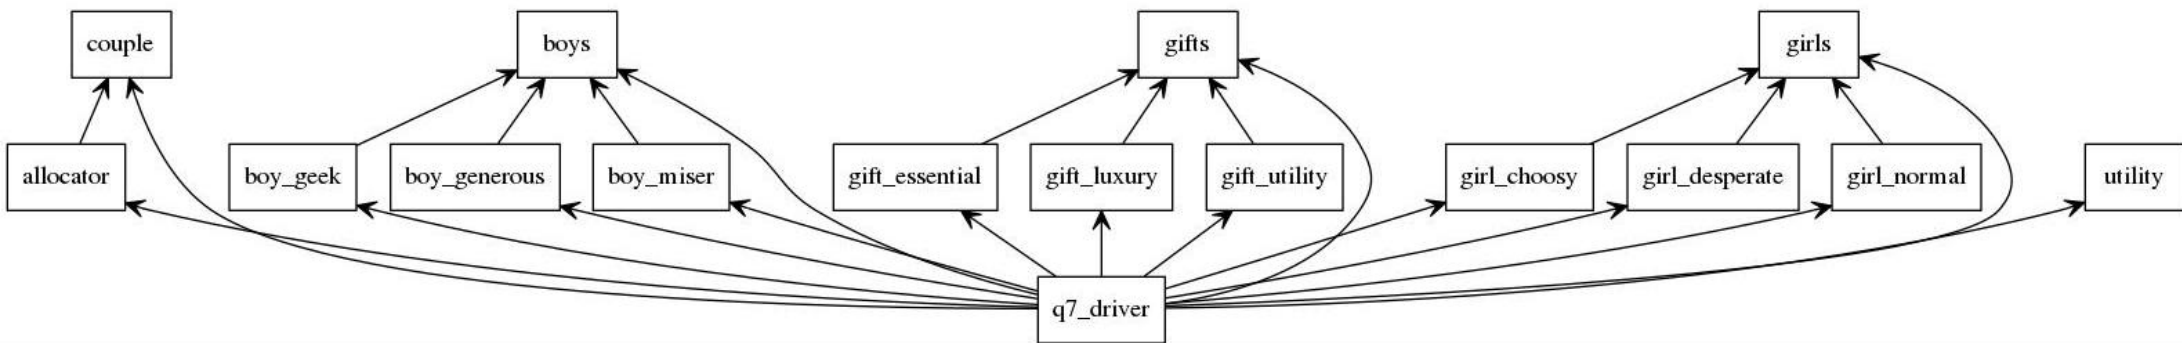 couple
boys
gifts
girls
allocator
boy_geek
boy_generous
boy_miser
gift_essential
gift_luxury
gift_utility
girl_choosy
girl_desperate
girl_normal
utility
q7_driver